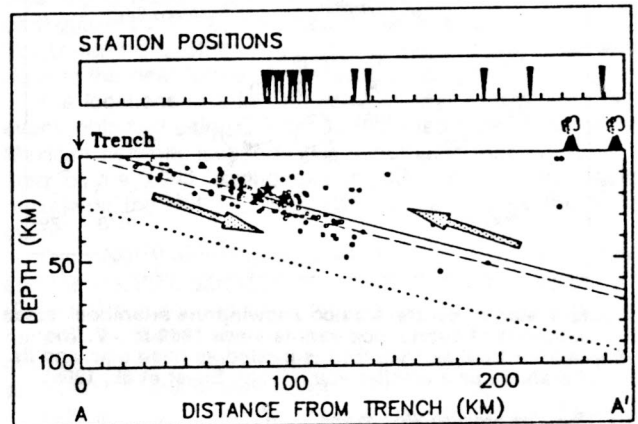 STATION POSITIONS
Trench
0
50
100
DEPTH (KM)
0 100 200
A DISTANCE FROM TRENCH (KM) A'